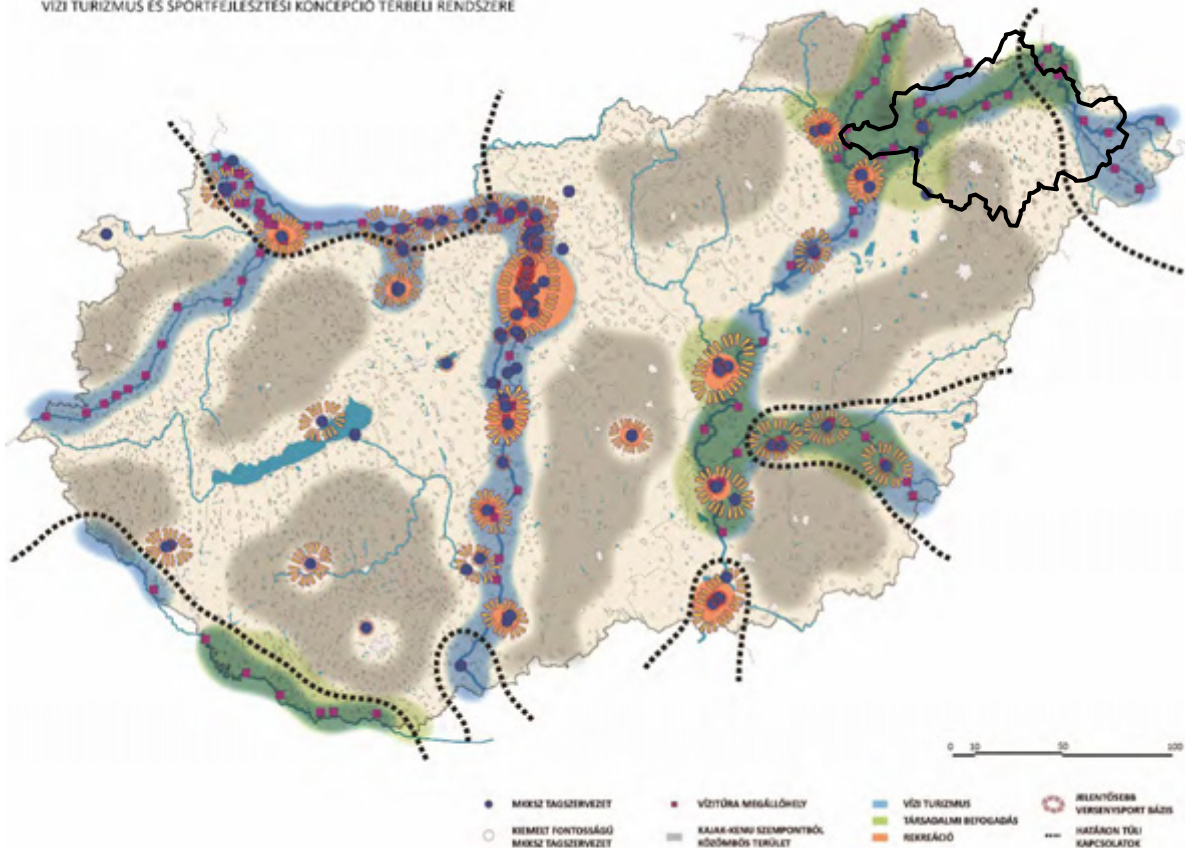 VÍZI TURIZMUS ÉS SPORTFEJLESZTÉSI KONCEPCIÓ TÉRBELI RENDSZERE
0 10 50 100
MKKSZ TAGSZERVEZET
KIEMELT FONTOSSÁGÚ
MKKSZ TAGSZERVEZET
VÍZITÚRA MEGÁLLÓHELY
KAJAK-KENU SZEMPONTBÓL
KÖZÖMBÖS TERÜLET
VÍZI TURIZMUS
TÁRSADALMI BEFOGADÁS
REKREÁCIÓ
JELENTŐSEBB
VERSENYSPORT BÁZIS
HATÁRON TÚLI
KAPCSOLATOK